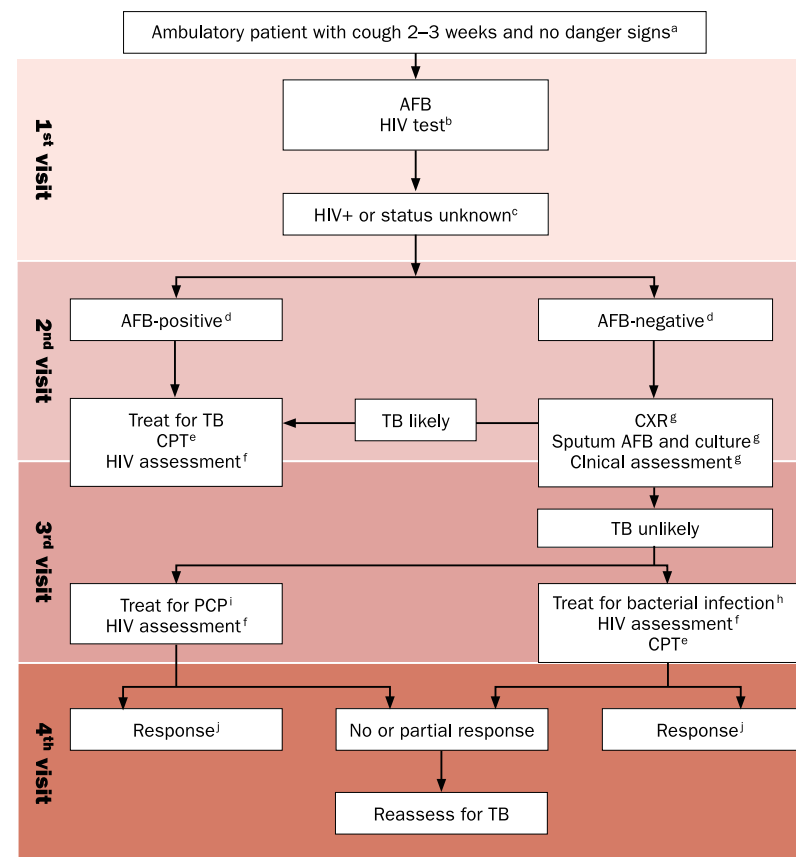 Ambulatory patient with cough 2–3 weeks and no danger signsᵃ
1st visit
AFB
HIV testᵇ
HIV+ or status unknownᶜ
2nd visit
AFB-positiveᵈ
AFB-negativeᵈ
Treat for TB
CPTᵉ
HIV assessmentᶠ
TB likely
CXRᵍ
Sputum AFB and cultureᵍ
Clinical assessmentᵍ
3rd visit
TB unlikely
Treat for PCPⁱ
HIV assessmentᶠ
Treat for bacterial infectionʰ
HIV assessmentᶠ
CPTᵉ
4th visit
Responseʲ
No or partial response
Responseʲ
Reassess for TB